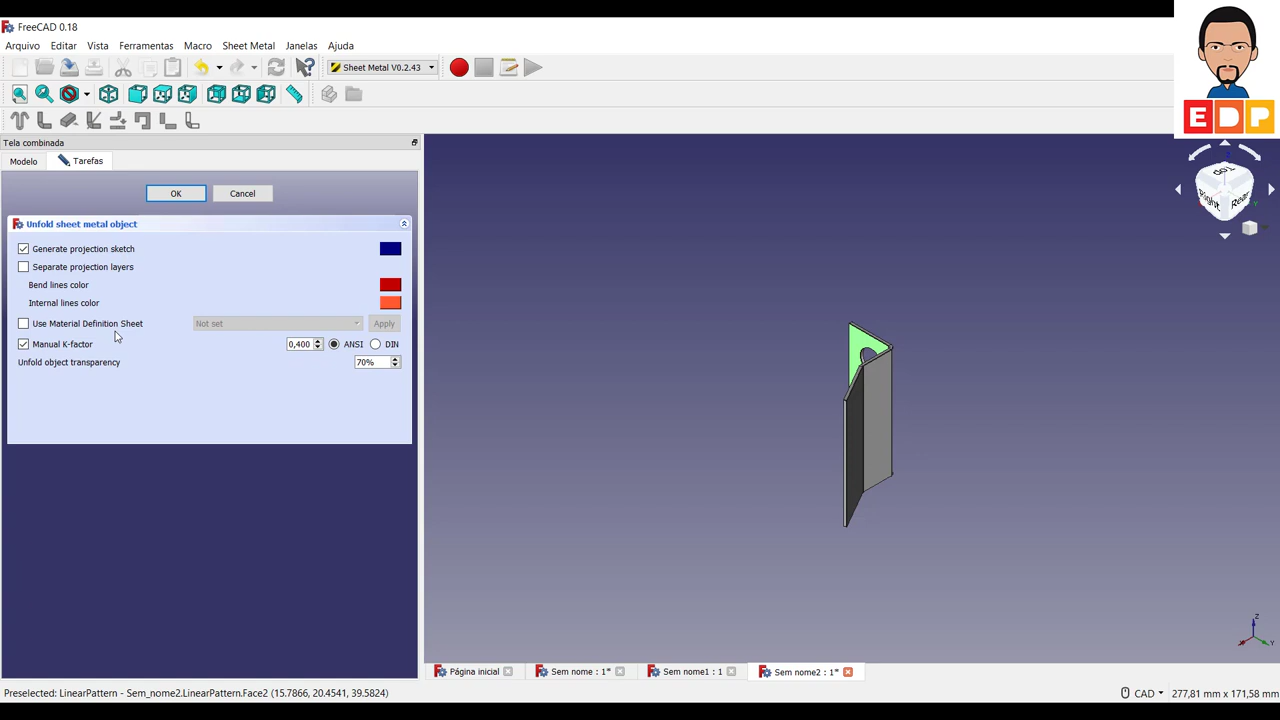 FreeCAD 0.18
Arquivo Editar Vista Ferramentas Macro Sheet Metal Janelas Ajuda
Sheet Metal V0.2.43
E D P
Tela combinada
Modelo Tarefas
OK Cancel
Unfold sheet metal object
Generate projection sketch
Separate projection layers
Bend lines color
Internal lines color
Use Material Definition Sheet Not set Apply
Manual K-factor 0,400 ANSI DIN
Unfold object transparency 70%
Top
Right Rear
Z
X Y
Página inicial Sem nome : 1* Sem nome1 : 1 Sem nome2 : 1*
Preselected: LinearPattern - Sem_nome2.LinearPattern.Face2 (15.7866, 20.4541, 39.5824) CAD 277,81 mm x 171,58 mm